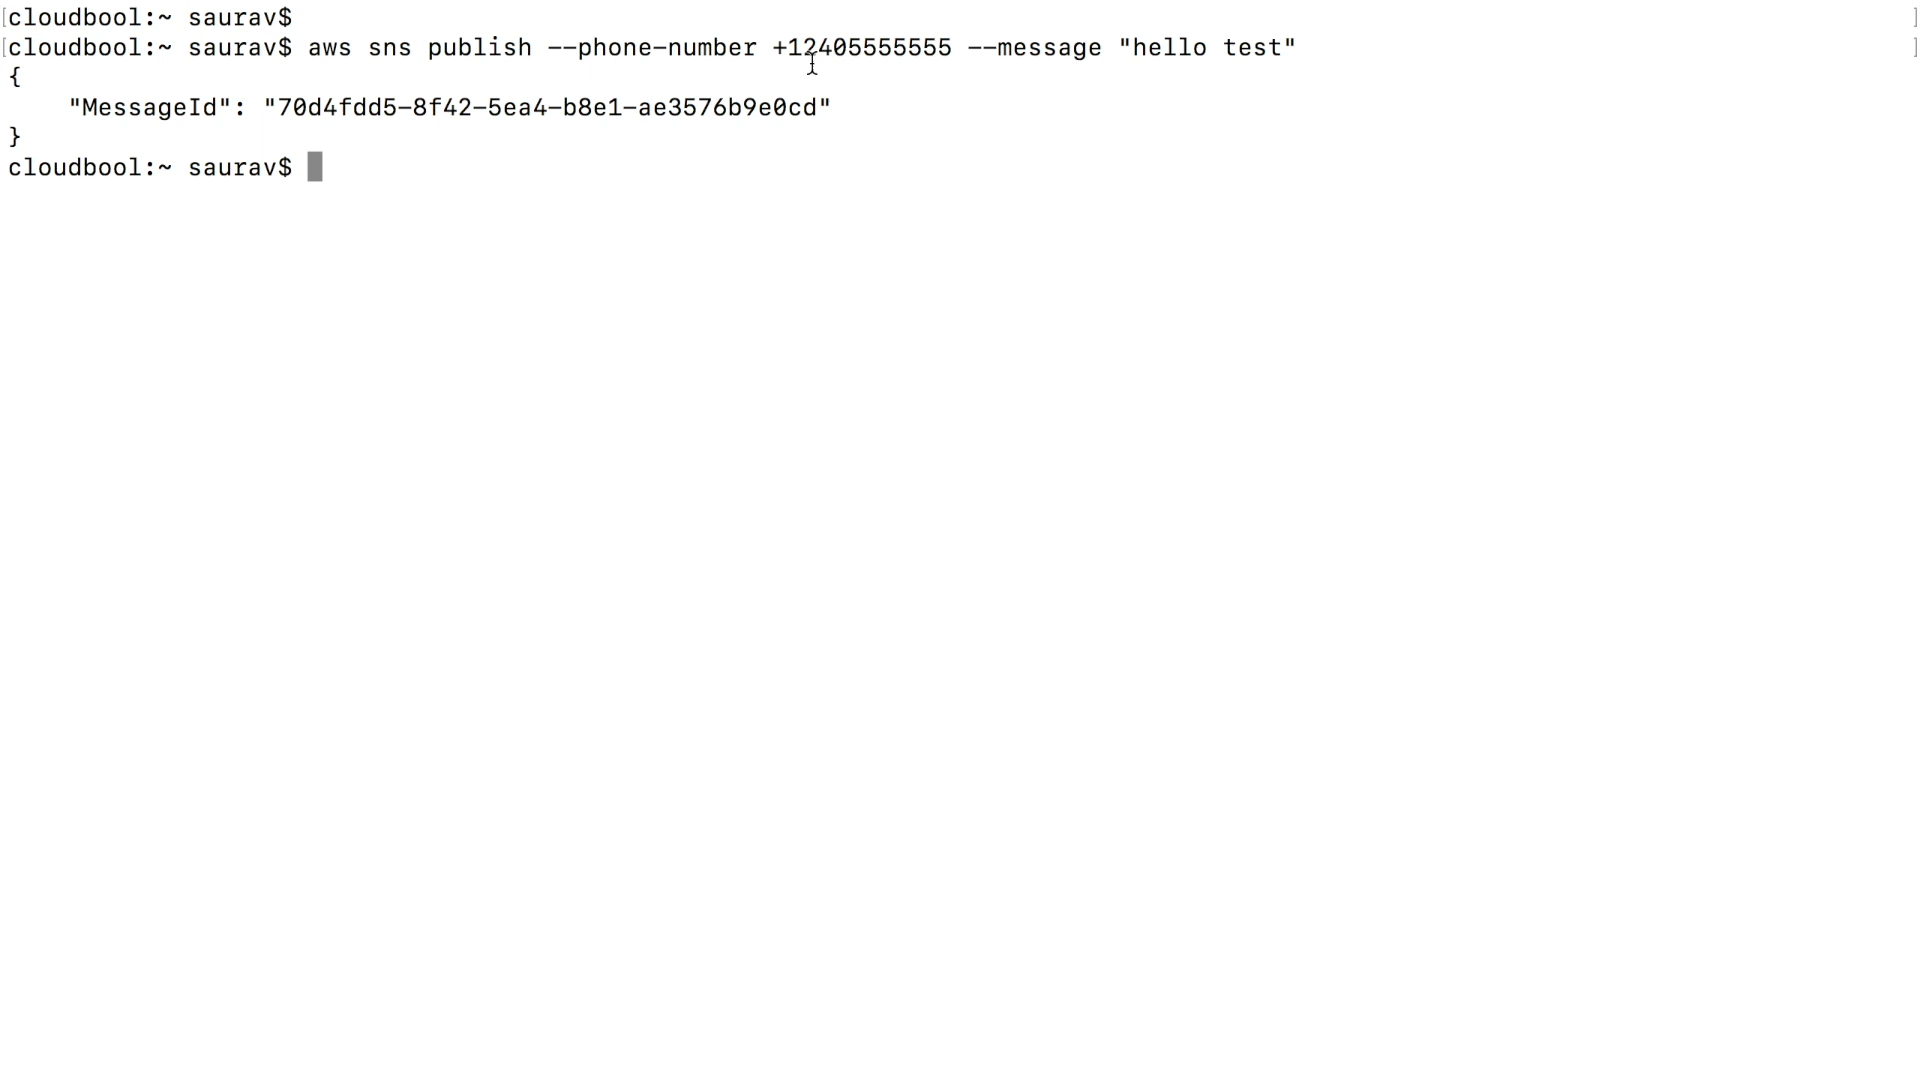 [cloudbool:~ saurav$ ]
[cloudbool:~ saurav$ aws sns publish --phone-number +12405555555 --message "hello test" ]
{
    "MessageId": "70d4fdd5-8f42-5ea4-b8e1-ae3576b9e0cd"
}
cloudbool:~ saurav$